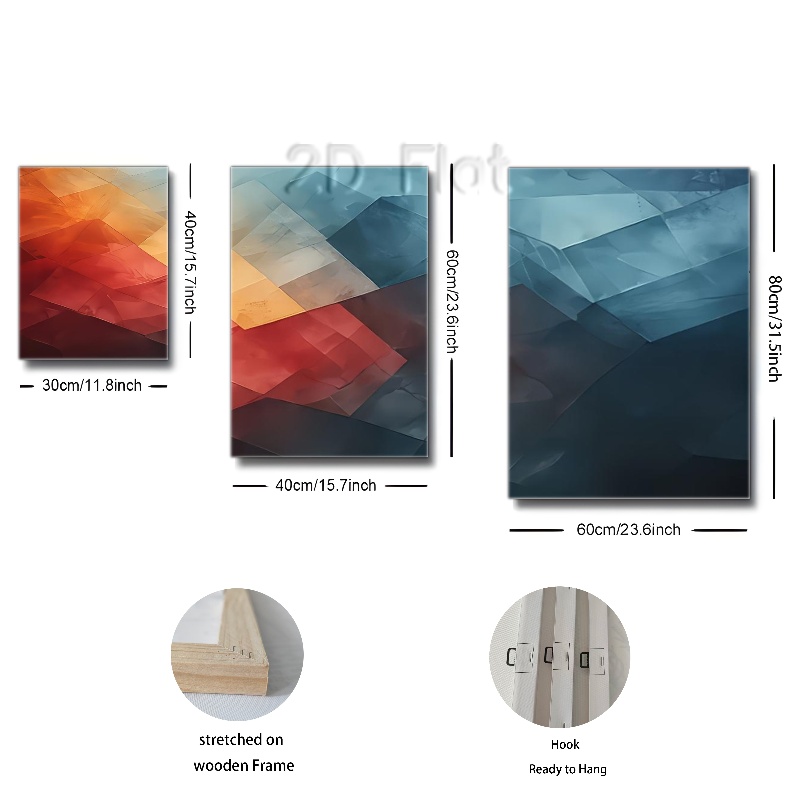 2D Flat
40cm/15.7inch
60cm/23.6inch
80cm/31.5inch
30cm/11.8inch
40cm/15.7inch
60cm/23.6inch
stretched on
wooden Frame
Hook
Ready to Hang